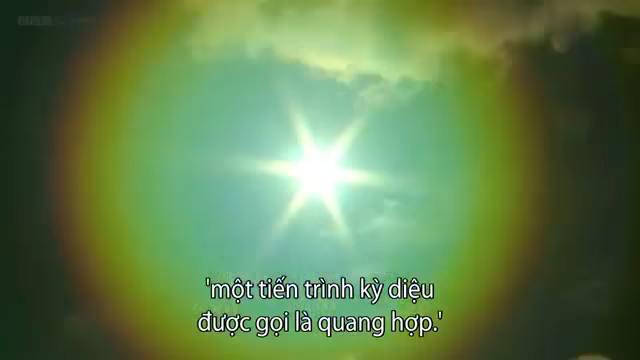 'một tiến trình kỳ diệu
được gọi là quang hợp.'